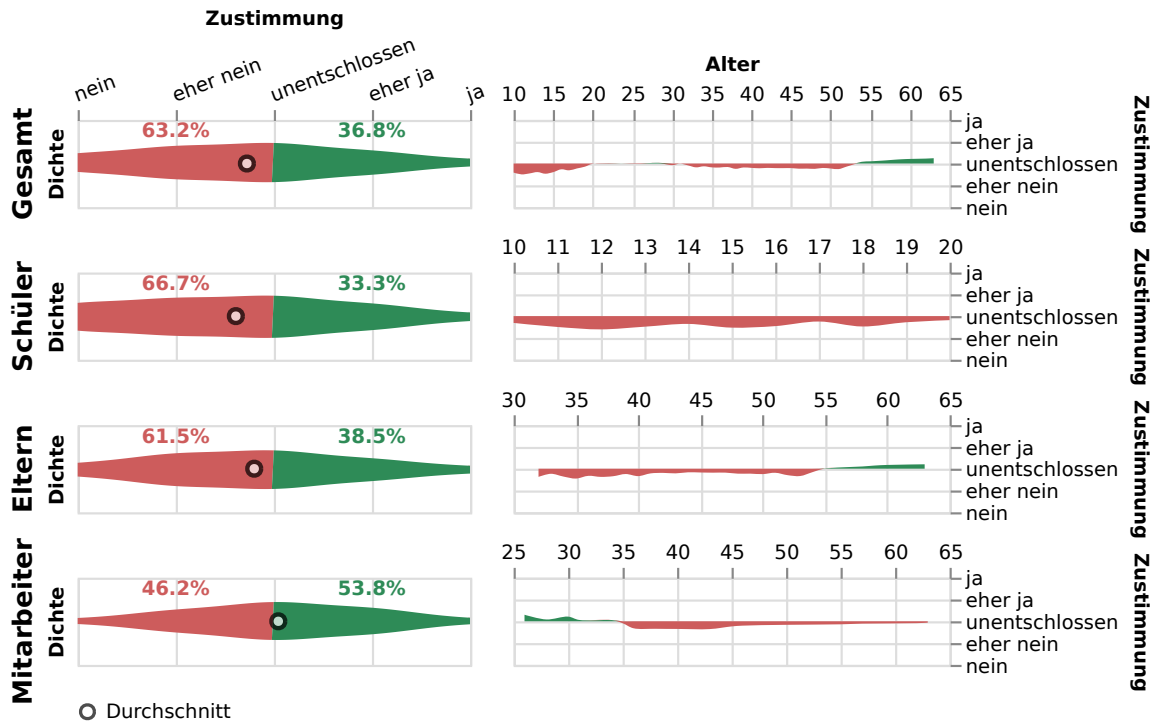 Zustimmung
nein eher nein unentschlossen eher ja ja
Alter
10 15 20 25 30 35 40 45 50 55 60 65
Gesamt
Dichte
63.2% 36.8%
ja
eher ja
unentschlossen
eher nein
nein
Zustimmung
10 11 12 13 14 15 16 17 18 19 20
Schüler
Dichte
66.7% 33.3%
ja
eher ja
unentschlossen
eher nein
nein
Zustimmung
30 35 40 45 50 55 60 65
Eltern
Dichte
61.5% 38.5%
ja
eher ja
unentschlossen
eher nein
nein
Zustimmung
25 30 35 40 45 50 55 60 65
Mitarbeiter
Dichte
46.2% 53.8%
ja
eher ja
unentschlossen
eher nein
nein
Zustimmung
Durchschnitt